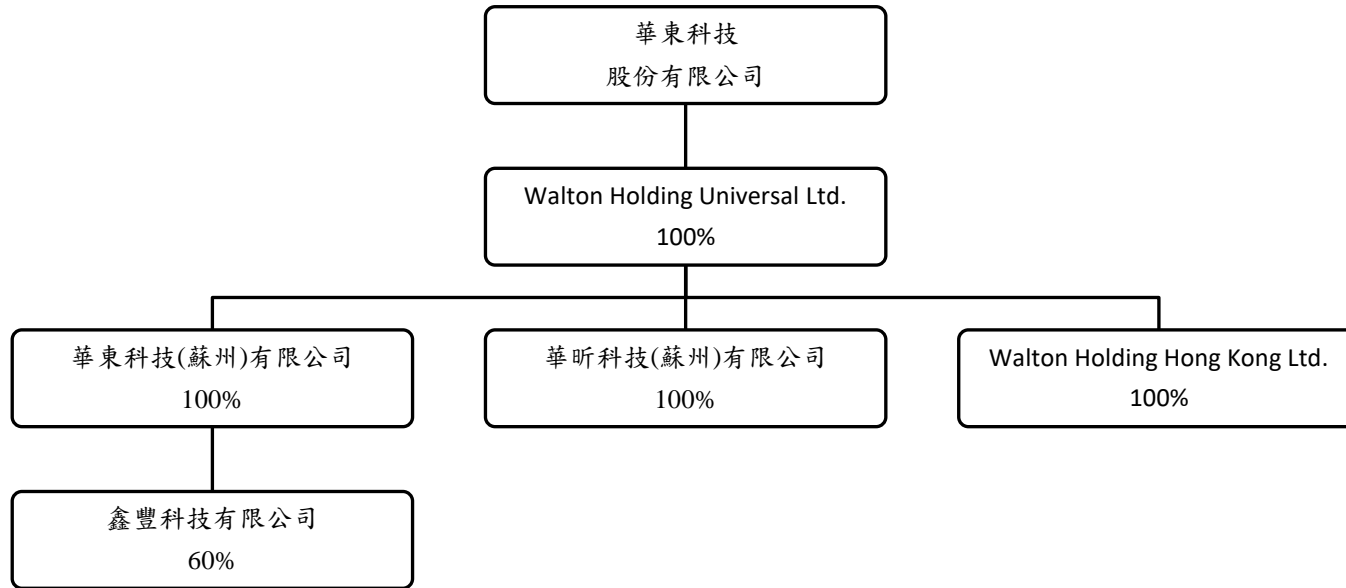 華東科技
股份有限公司
Walton Holding Universal Ltd.
100%
華東科技(蘇州)有限公司
100%
華昕科技(蘇州)有限公司
100%
Walton Holding Hong Kong Ltd.
100%
鑫豐科技有限公司
60%